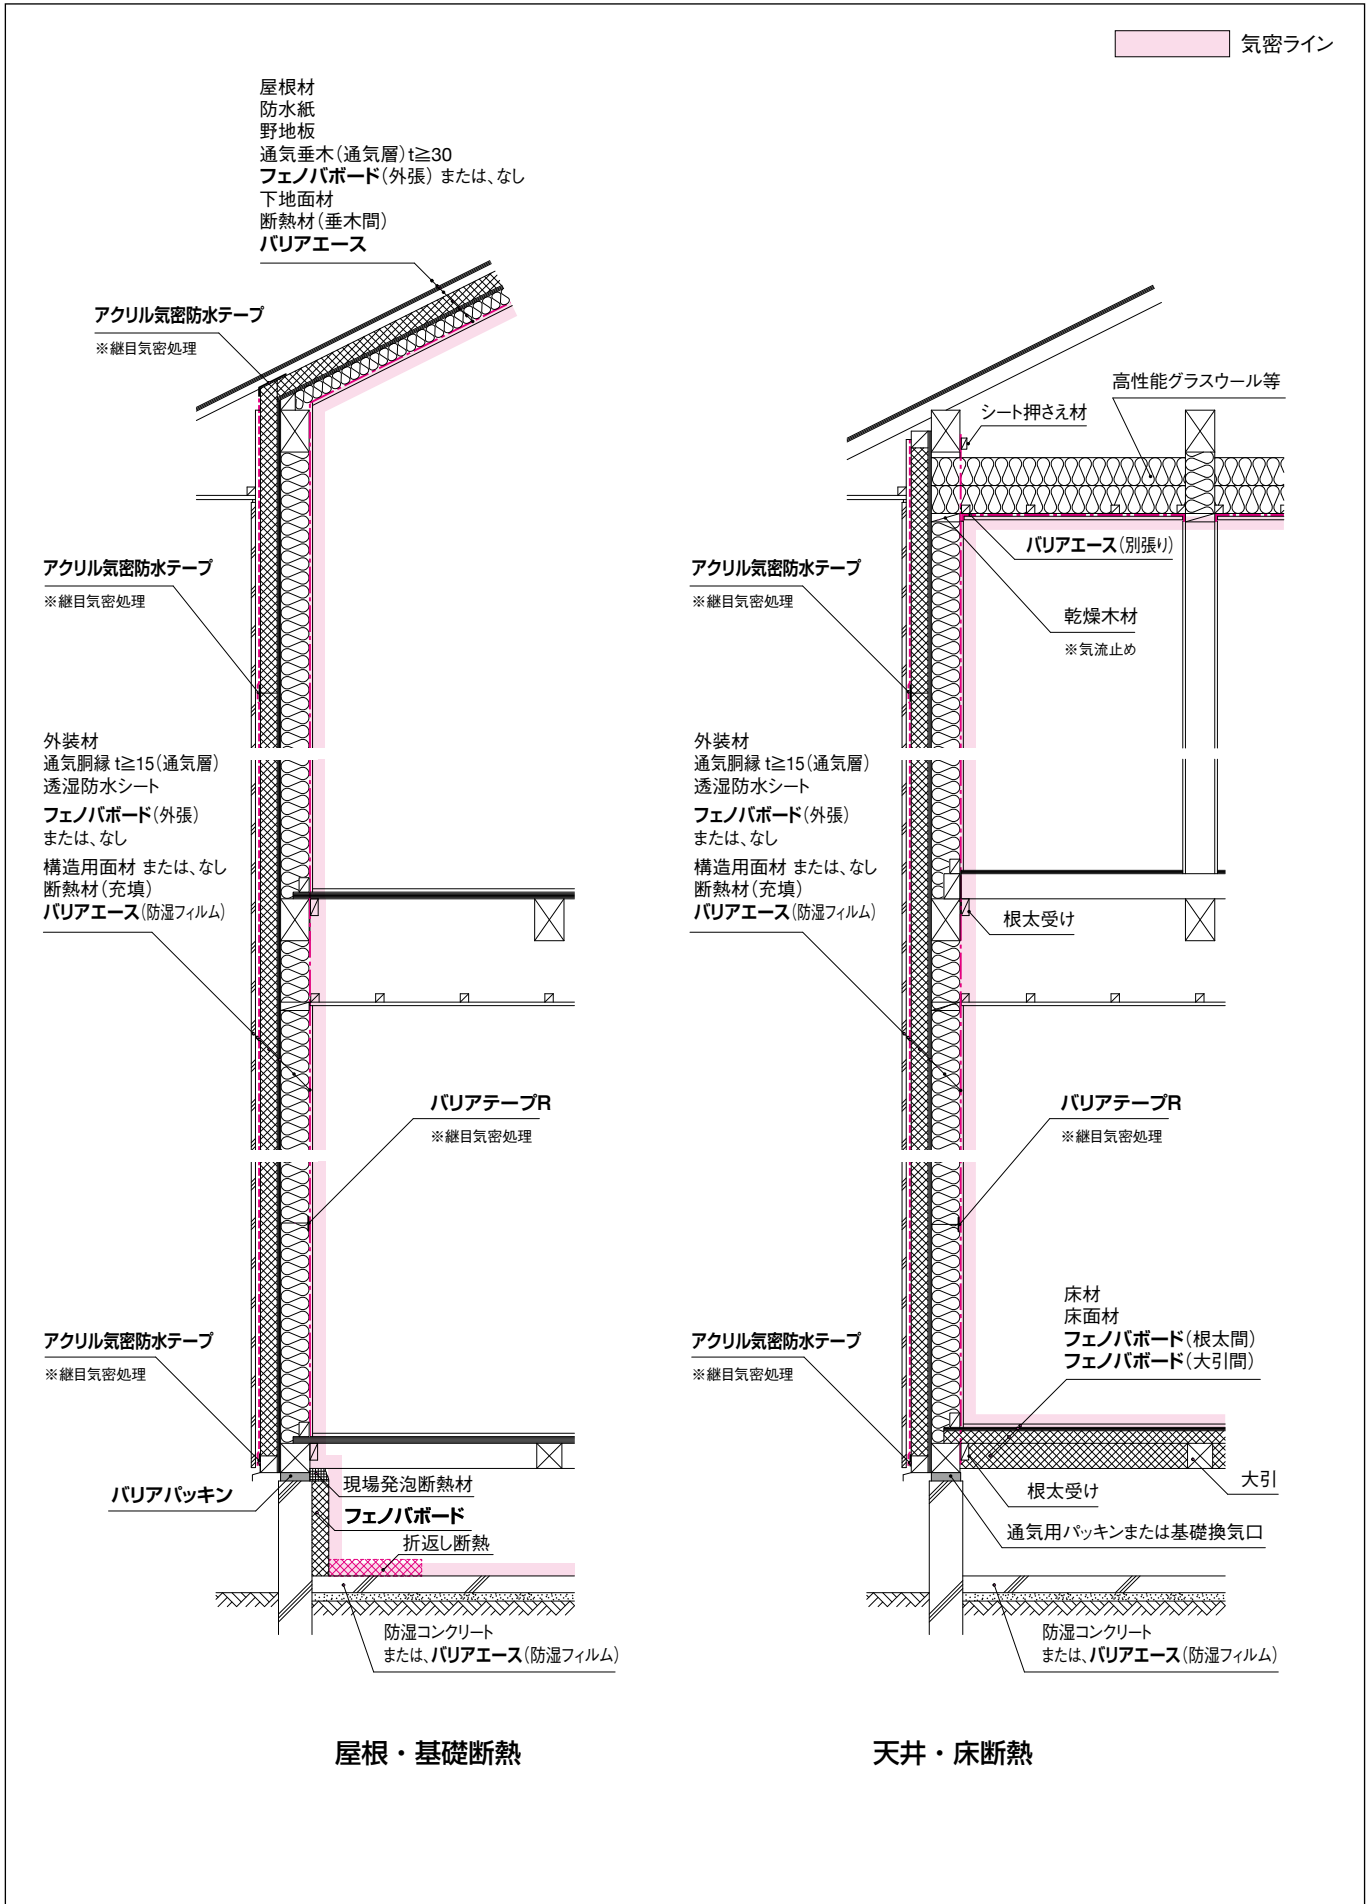 気密ライン
屋根材
防水紙
野地板
通気垂木(通気層)t≧30
フェノバボード(外張) または、なし
下地面材
断熱材(垂木間)
バリアエース
アクリル気密防水テープ
※継目気密処理
アクリル気密防水テープ
※継目気密処理
外装材
通気胴縁 t≧15(通気層)
透湿防水シート
フェノバボード(外張)
または、なし
構造用面材 または、なし
断熱材(充填)
バリアエース(防湿フィルム)
バリアテープR
※継目気密処理
アクリル気密防水テープ
※継目気密処理
バリアパッキン
現場発泡断熱材
フェノバボード
折返し断熱
防湿コンクリート
または、バリアエース(防湿フィルム)
屋根・基礎断熱
高性能グラスウール等
シート押さえ材
バリアエース(別張り)
アクリル気密防水テープ
※継目気密処理
乾燥木材
※気流止め
外装材
通気胴縁 t≧15(通気層)
透湿防水シート
フェノバボード(外張)
または、なし
構造用面材 または、なし
断熱材(充填)
バリアエース(防湿フィルム)
根太受け
バリアテープR
※継目気密処理
床材
床面材
フェノバボード(根太間)
フェノバボード(大引間)
アクリル気密防水テープ
※継目気密処理
大引
根太受け
通気用パッキンまたは基礎換気口
防湿コンクリート
または、バリアエース(防湿フィルム)
天井・床断熱